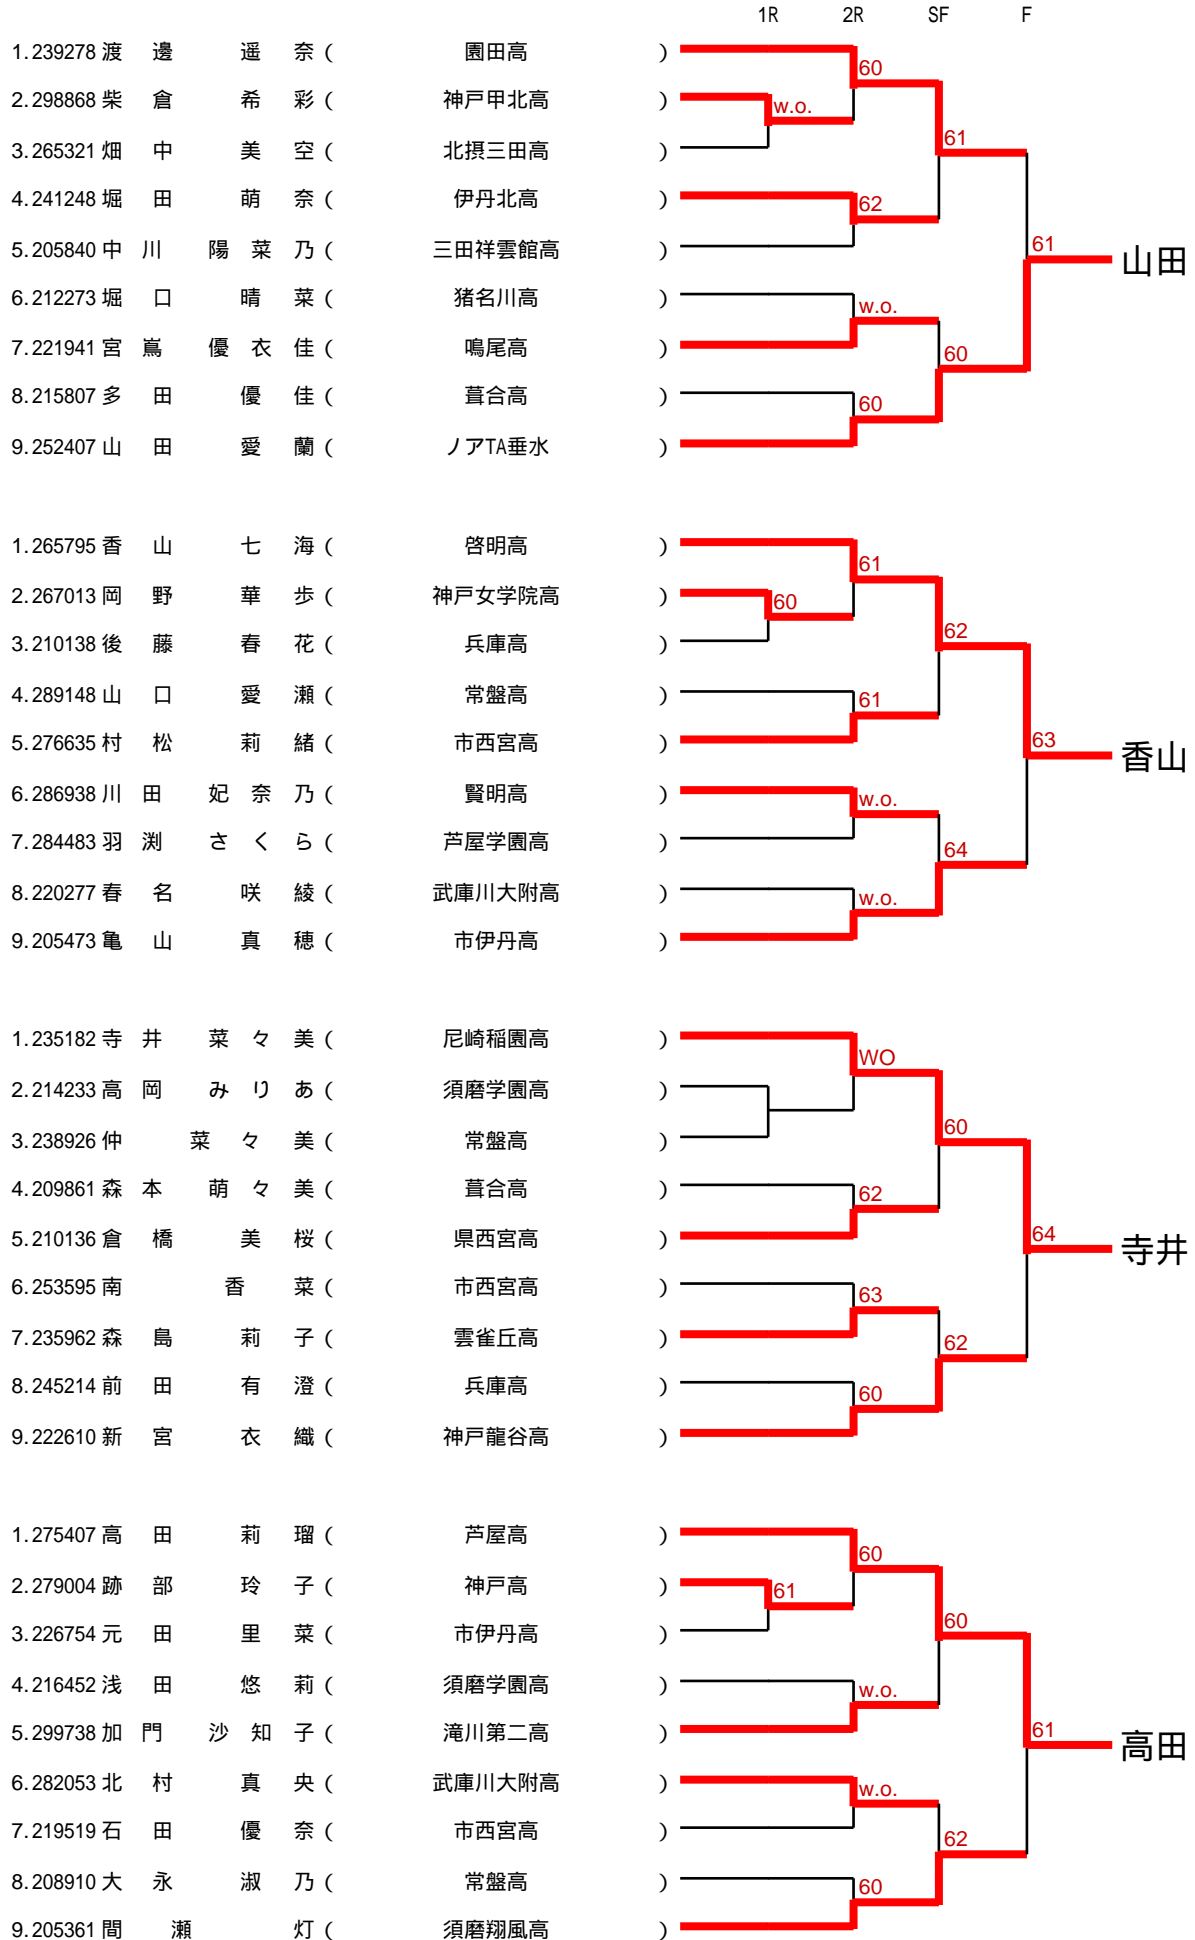 1R 2R SF F
1.239278 渡邊 遥奈 ( 園田高 )
60
2.298868 柴倉 希彩 ( 神戸甲北高 )
w.o.
61
3.265321 畑中 美空 ( 北摂三田高 )
4.241248 堀田 萌奈 ( 伊丹北高 )
62
5.205840 中川 陽菜乃 ( 三田祥雲館高 )
61
山田
6.212273 堀口 晴菜 ( 猪名川高 )
w.o.
7.221941 宮嶌 優衣佳 ( 鳴尾高 )
60
8.215807 多田 優佳 ( 葺合高 )
60
9.252407 山田 愛蘭 ( ノアTA垂水 )
1.265795 香山 七海 ( 啓明高 )
61
2.267013 岡野 華歩 ( 神戸女学院高 )
60
62
3.210138 後藤 春花 ( 兵庫高 )
4.289148 山口 愛瀬 ( 常盤高 )
61
5.276635 村松 莉緒 ( 市西宮高 )
63
香山
6.286938 川田 妃奈乃 ( 賢明高 )
w.o.
7.284483 羽渕 さくら ( 芦屋学園高 )
64
8.220277 春名 咲綾 ( 武庫川大附高 )
w.o.
9.205473 亀山 真穂 ( 市伊丹高 )
1.235182 寺井 菜々美 ( 尼崎稲園高 )
WO
2.214233 高岡 みりあ ( 須磨学園高 )
60
3.238926 仲 菜々美 ( 常盤高 )
4.209861 森本 萌々美 ( 葺合高 )
62
5.210136 倉橋 美桜 ( 県西宮高 )
64
寺井
6.253595 南 香菜 ( 市西宮高 )
63
7.235962 森島 莉子 ( 雲雀丘高 )
62
8.245214 前田 有澄 ( 兵庫高 )
60
9.222610 新宮 衣織 ( 神戸龍谷高 )
1.275407 高田 莉瑠 ( 芦屋高 )
60
2.279004 跡部 玲子 ( 神戸高 )
61
60
3.226754 元田 里菜 ( 市伊丹高 )
4.216452 浅田 悠莉 ( 須磨学園高 )
w.o.
5.299738 加門 沙知子 ( 滝川第二高 )
61
高田
6.282053 北村 真央 ( 武庫川大附高 )
w.o.
7.219519 石田 優奈 ( 市西宮高 )
62
8.208910 大永 淑乃 ( 常盤高 )
60
9.205361 間瀬 灯 ( 須磨翔風高 )